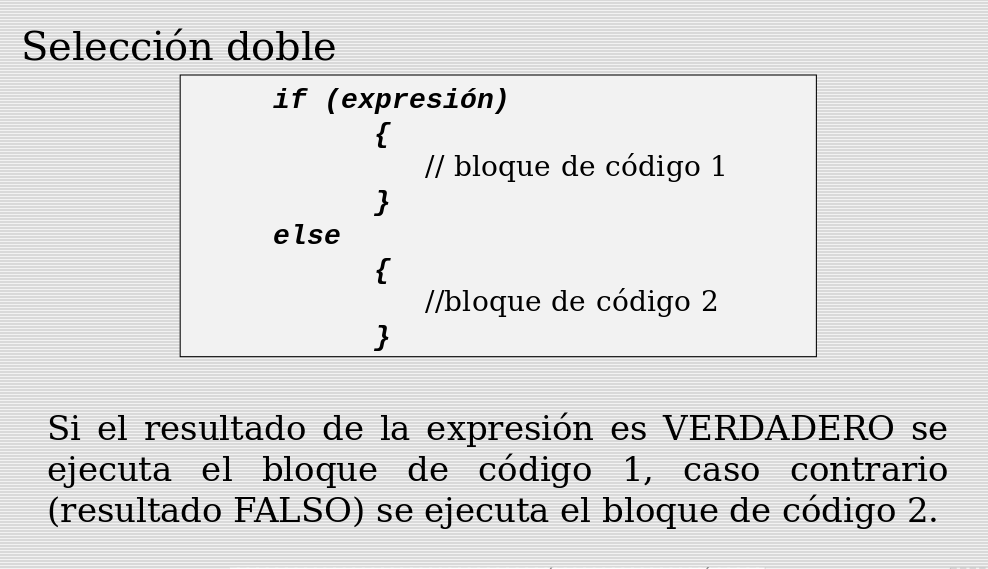 Selección doble
if (expresión)
{
// bloque de código 1
}
else
{
//bloque de código 2
}
Si el resultado de la expresión es VERDADERO se
ejecuta el bloque de código 1, caso contrario
(resultado FALSO) se ejecuta el bloque de código 2.